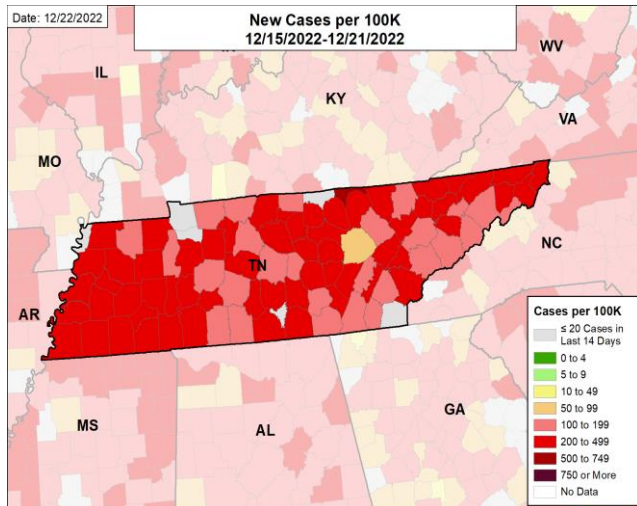 Date: 12/22/2022
New Cases per 100K
12/15/2022-12/21/2022
IL
WV
KY
VA
MO
TN
NC
AR
MS
AL
GA
Cases per 100K
≤ 20 Cases in
Last 14 Days
0 to 4
5 to 9
10 to 49
50 to 99
100 to 199
200 to 499
500 to 749
750 or More
No Data